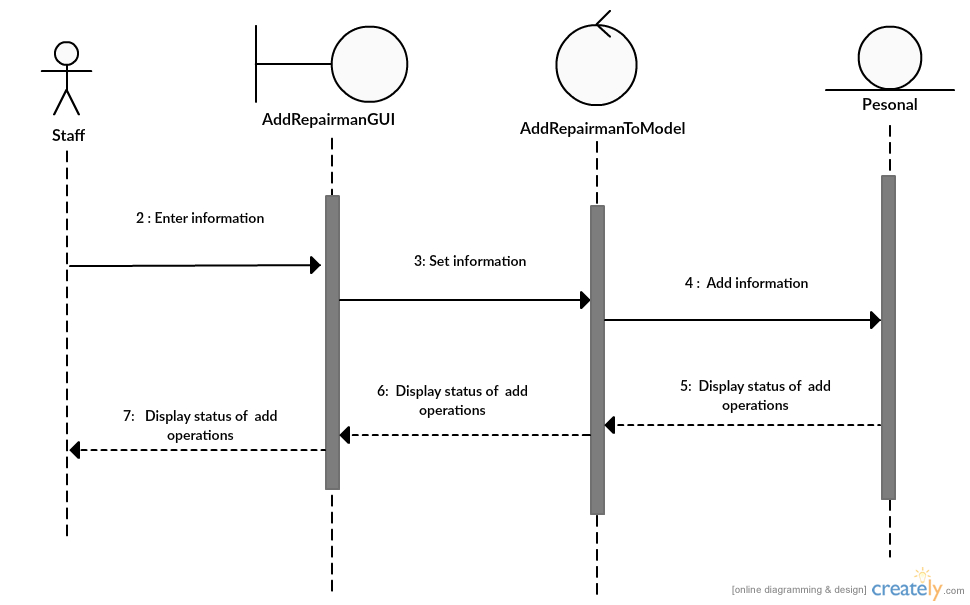 Staff
AddRepairmanGUI
AddRepairmanToModel
Pesonal
2 : Enter information
3: Set information
4 :  Add information
5:  Display status of  add
operations
6:  Display status of  add
operations
7:   Display status of  add
operations
[online diagramming & design] creately.com